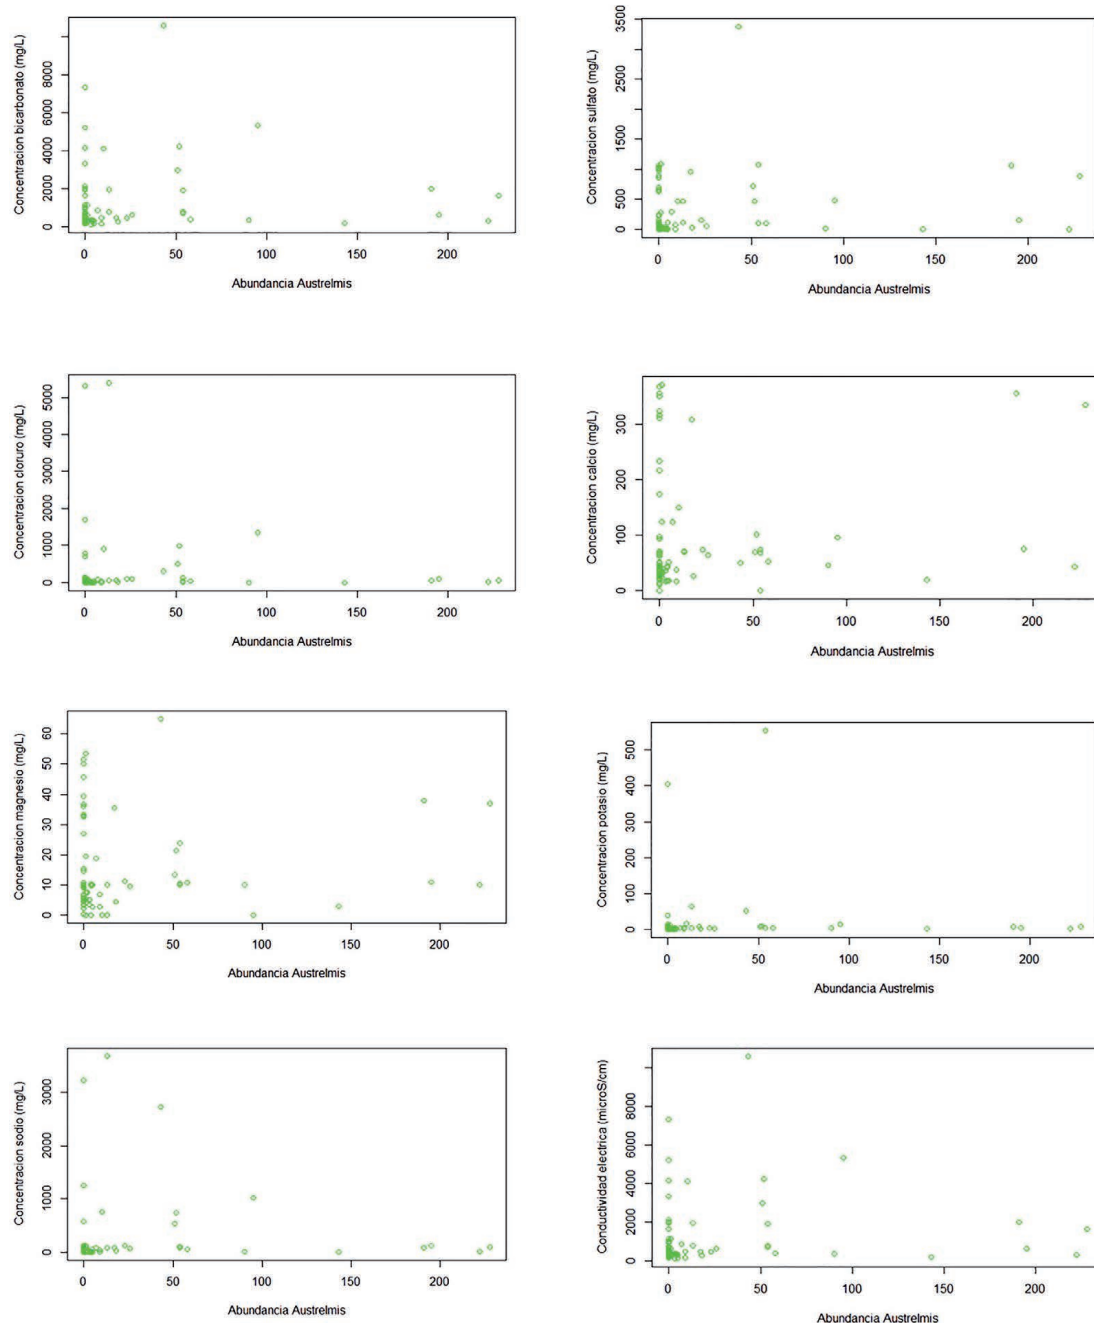 Concentracion bicarbonato (mg/L)
0 2000 4000 6000 8000
0 50 100 150 200
Abundancia Austrelmis
Concentracion sulfato (mg/L)
0 500 1500 2500 3500
0 50 100 150 200
Abundancia Austrelmis
Concentracion cloruro (mg/L)
0 1000 2000 3000 4000 5000
0 50 100 150 200
Abundancia Austrelmis
Concentracion calcio (mg/L)
0 100 200 300
0 50 100 150 200
Abundancia Austrelmis
Concentracion magnesio (mg/L)
0 10 20 30 40 50 60
0 50 100 150 200
Abundancia Austrelmis
Concentracion potasio (mg/L)
0 100 200 300 400 500
0 50 100 150 200
Abundancia Austrelmis
Concentracion sodio (mg/L)
0 1000 2000 3000
0 50 100 150 200
Abundancia Austrelmis
Conductividad electrica (microS/cm)
0 2000 4000 6000 8000
0 50 100 150 200
Abundancia Austrelmis